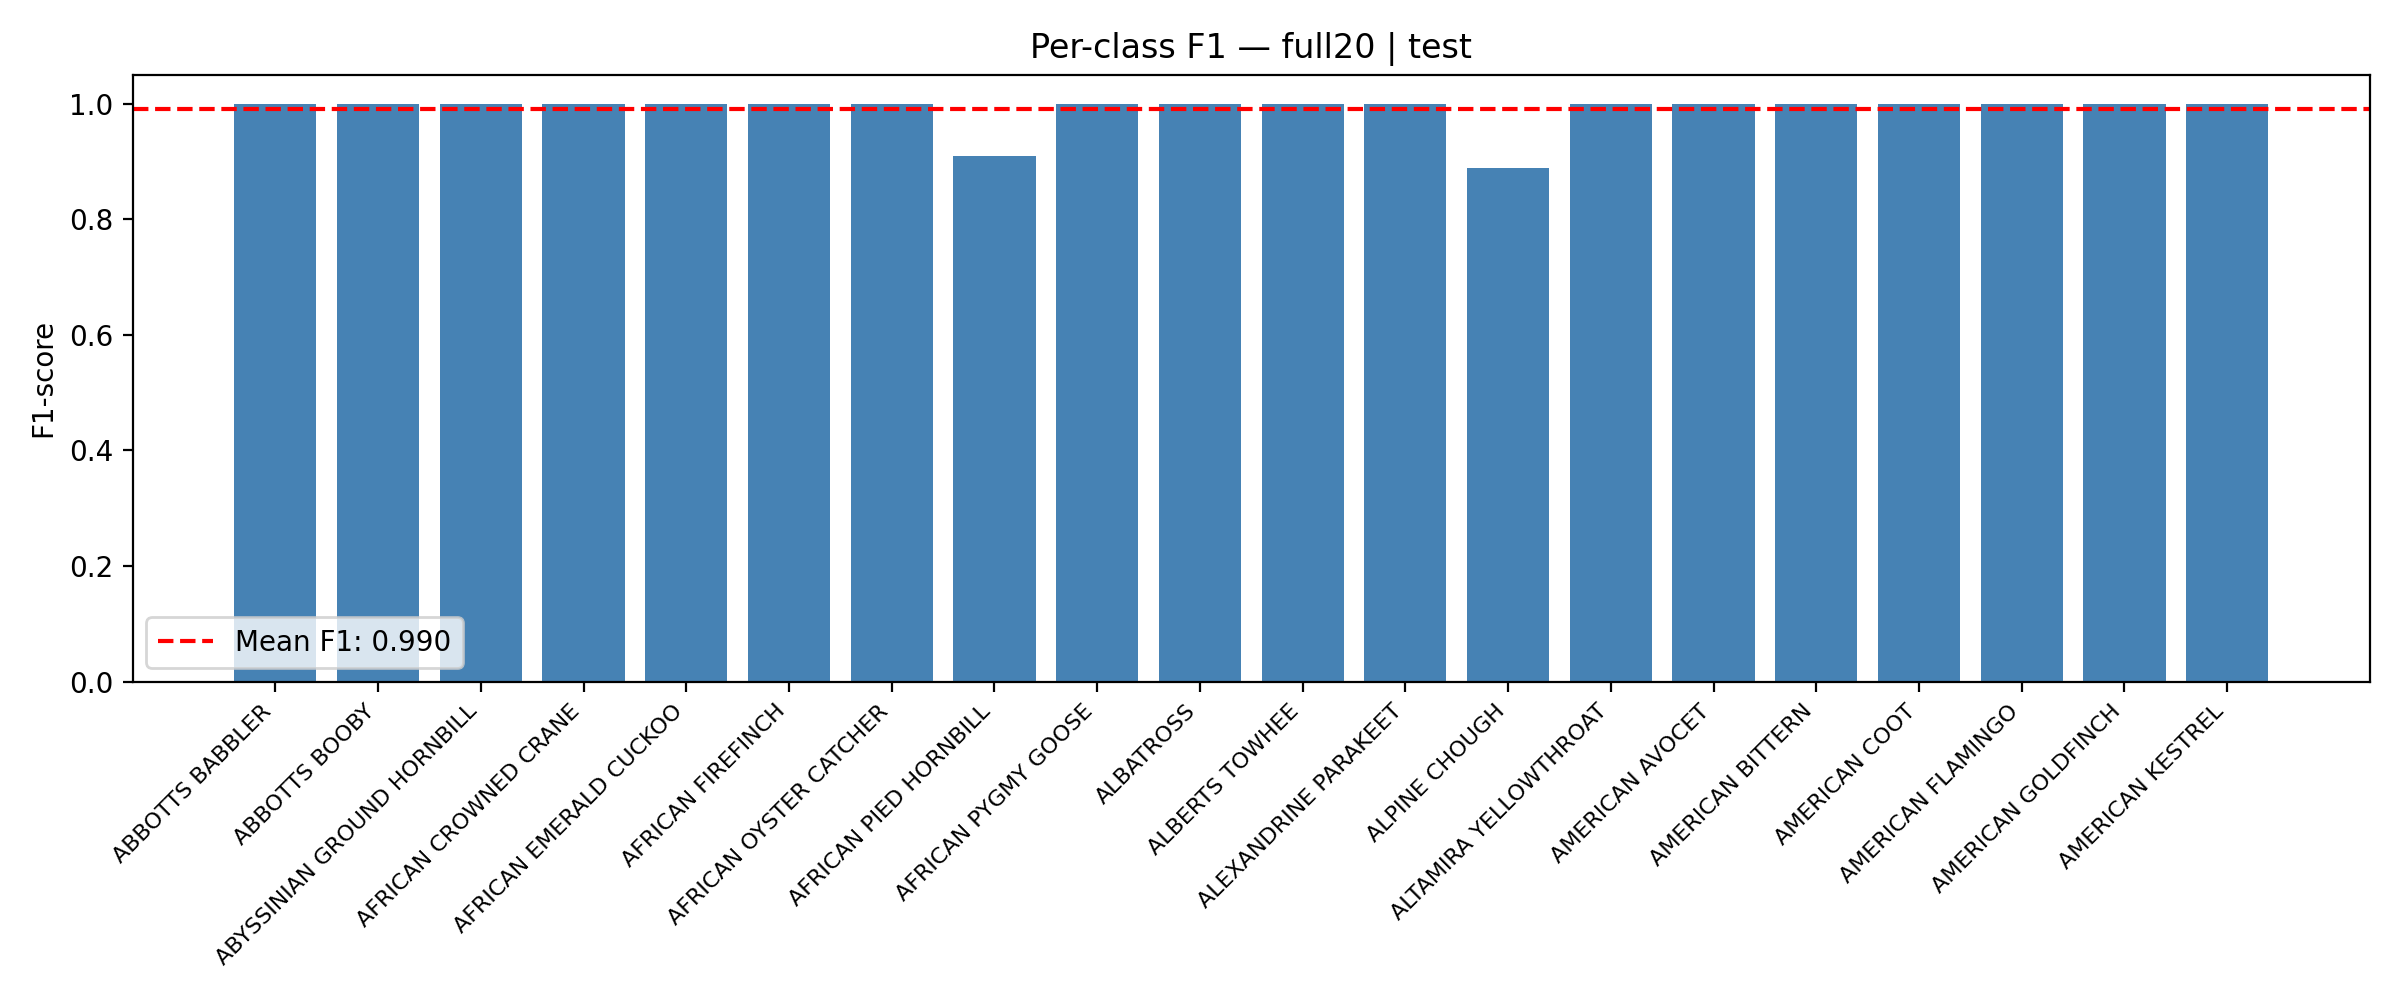 Per-class F1 — full20 | test
F1-score
1.0
0.8
0.6
0.4
0.2
0.0
Mean F1: 0.990
ABBOTTS BABBLER
ABBOTTS BOOBY
ABYSSINIAN GROUND HORNBILL
AFRICAN CROWNED CRANE
AFRICAN EMERALD CUCKOO
AFRICAN FIREFINCH
AFRICAN OYSTER CATCHER
AFRICAN PIED HORNBILL
AFRICAN PYGMY GOOSE
ALBATROSS
ALBERTS TOWHEE
ALEXANDRINE PARAKEET
ALPINE CHOUGH
ALTAMIRA YELLOWTHROAT
AMERICAN AVOCET
AMERICAN BITTERN
AMERICAN COOT
AMERICAN FLAMINGO
AMERICAN GOLDFINCH
AMERICAN KESTREL